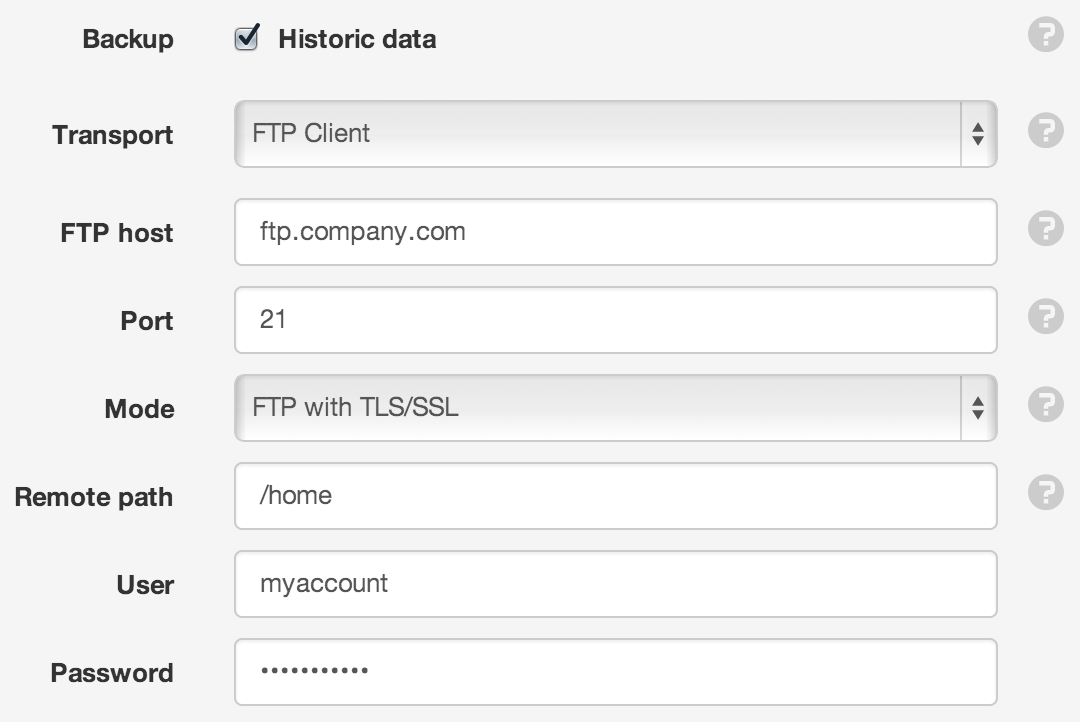 Backup Historic data ?
Transport FTP Client ?
FTP host ftp.company.com ?
Port 21 ?
Mode FTP with TLS/SSL ?
Remote path /home ?
User myaccount
Password •••••••••••